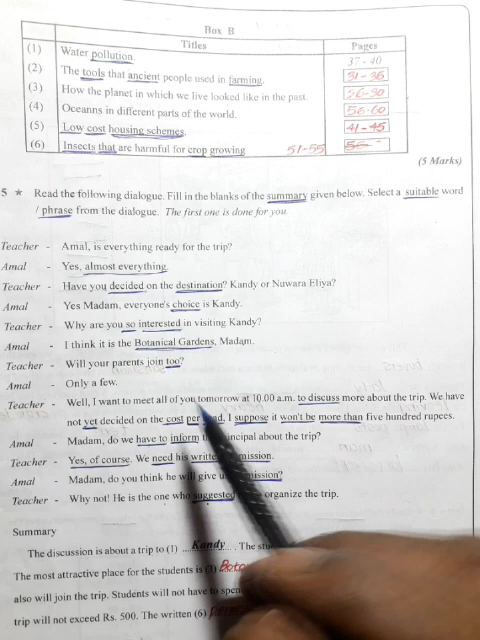 Box B
Titles Pages
(1) Water pollution. 37 - 40
(2) The tools that ancient people used in farming. 31 - 36
(3) How the planet in which we live looked like in the past. 26-30
(4) Oceanns in different parts of the world. 56-60
(5) Low cost housing schemes. 41-45
(6) Insects that are harmful for crop growing 51-55
(5 Marks)
5 ★ Read the following dialogue. Fill in the blanks of the summary given below. Select a suitable word
/ phrase from the dialogue. The first one is done for you.
Teacher - Amal, is everything ready for the trip?
Amal - Yes, almost everything.
Teacher - Have you decided on the destination? Kandy or Nuwara Eliya?
Amal - Yes Madam, everyone's choice is Kandy.
Teacher - Why are you so interested in visiting Kandy?
Amal - I think it is the Botanical Gardens, Madam.
Teacher - Will your parents join too?
Amal - Only a few.
Teacher - Well, I want to meet all of you tomorrow at 10.00 a.m. to discuss more about the trip. We have
not yet decided on the cost per I suppose it won't be more than five hundred rupees.
Amal - Madam, do we have to inform about the trip?
Teacher - Yes, of course. We need his
Amal - Madam, do you think he will give
Teacher - Why not! He is the one who suggested organize the trip.
Summary
The discussion is about a trip to (1) ....Kandy.... . The
The most attractive place for the students is
also will join the trip. Students will not have to
trip will not exceed Rs. 500. The written (6)